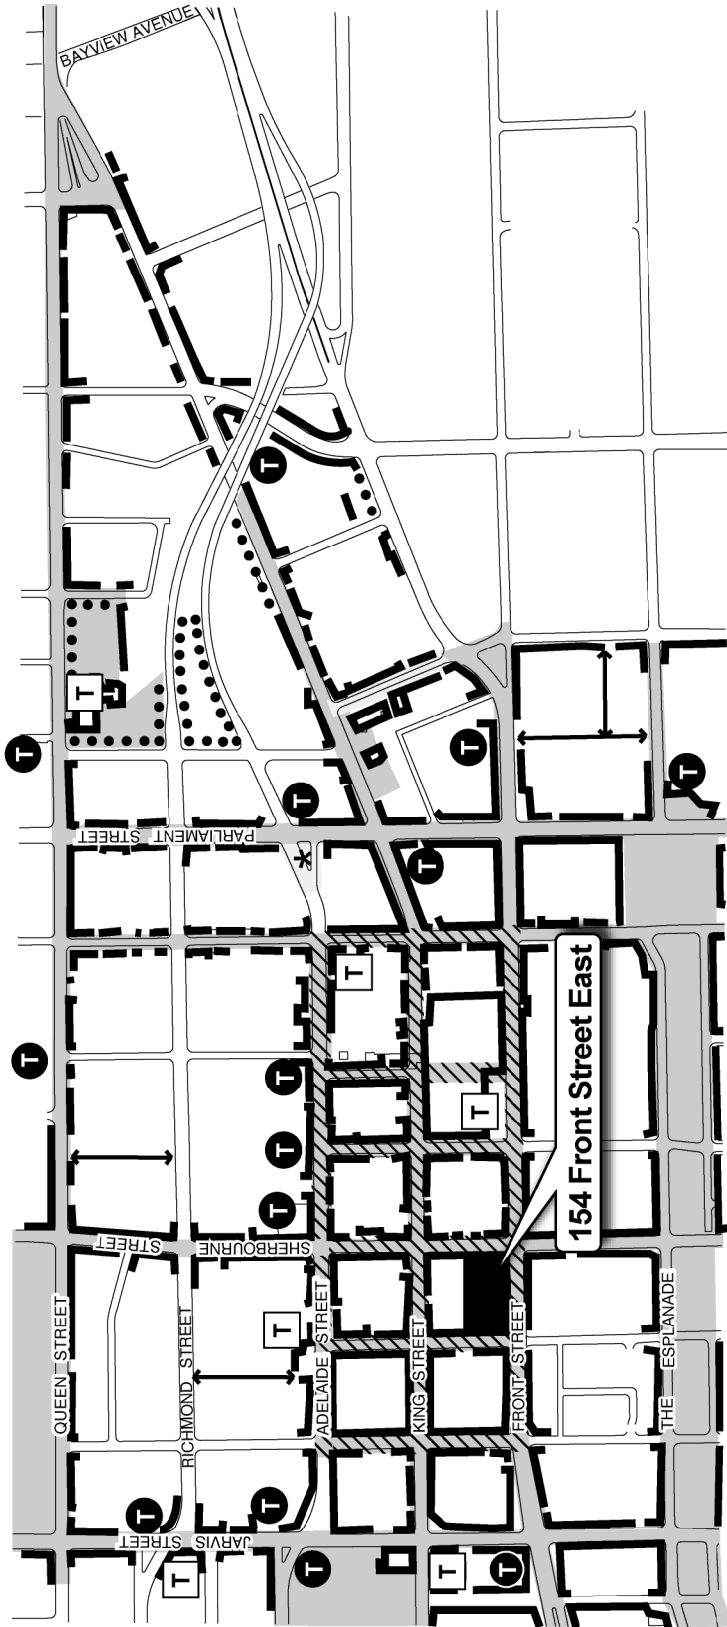 BAYVIEW AVENUE
T
T
T
T
T
T
PARLIAMENT STREET
T
*
T
T
T
T
T
T
154 Front Street East
SHERBOURNE STREET
T
QUEEN STREET
RICHMOND STREET
ADELAIDE STREET
KING STREET
FRONT STREET
THE ESPLANADE
T
T
JARVIS STREET
T
T
T
T